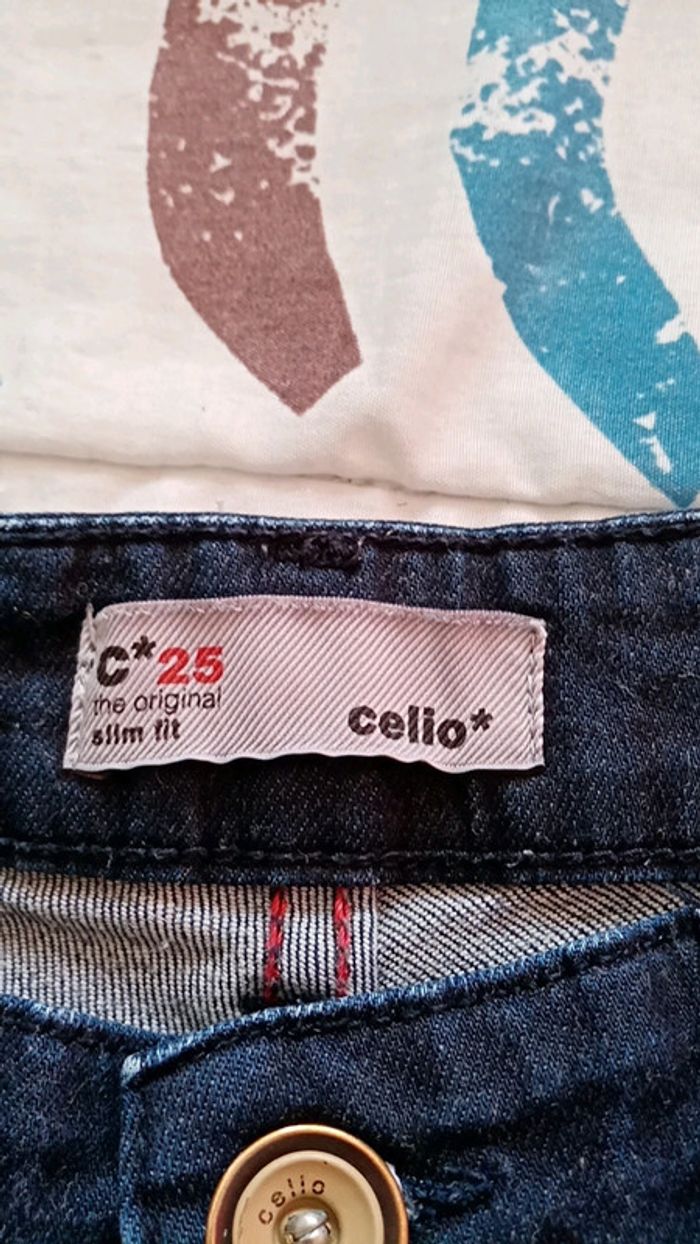 C*25
the original
slim fit
celio*
celio